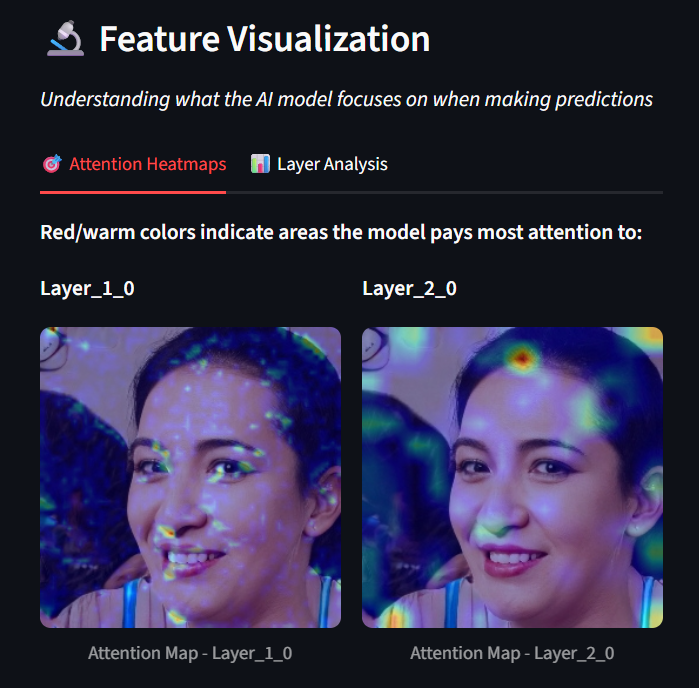 Feature Visualization
Understanding what the AI model focuses on when making predictions
Attention Heatmaps Layer Analysis
Red/warm colors indicate areas the model pays most attention to:
Layer_1_0 Layer_2_0
Attention Map - Layer_1_0 Attention Map - Layer_2_0